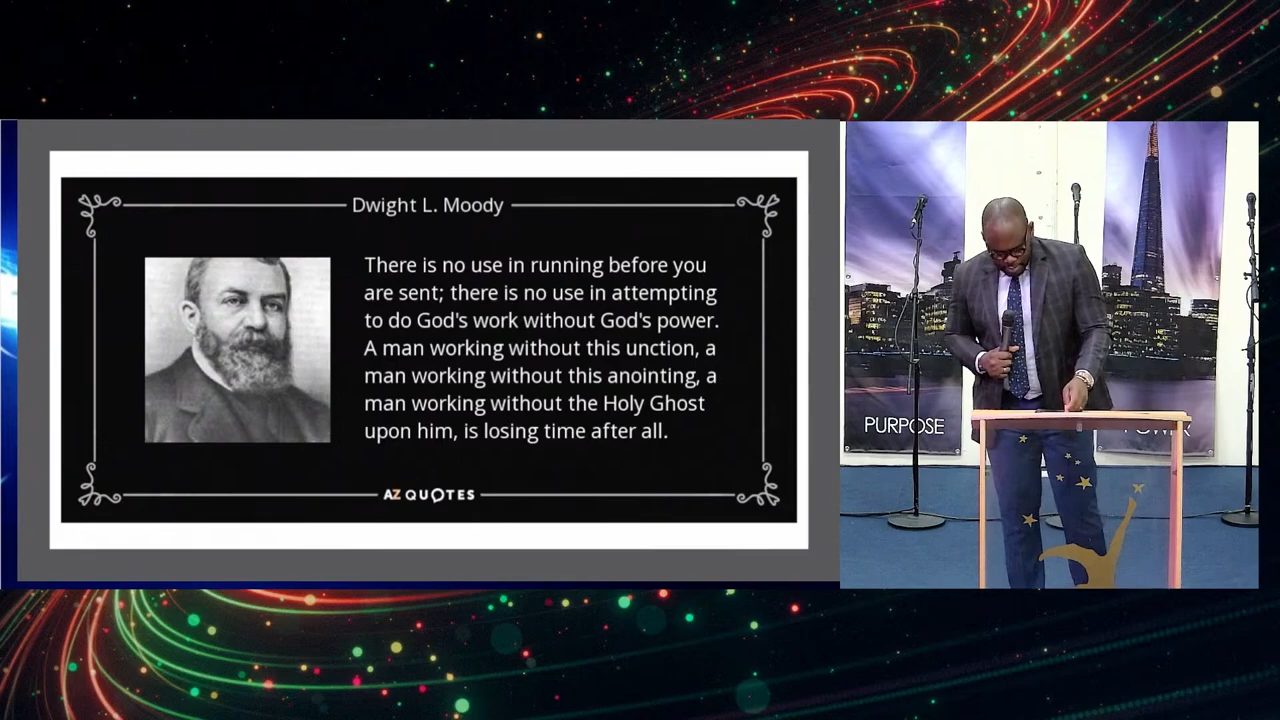 Dwight L. Moody
There is no use in running before you
are sent; there is no use in attempting
to do God's work without God's power.
A man working without this unction, a
man working without this anointing, a
man working without the Holy Ghost
upon him, is losing time after all.
AZ QUOTES
PURPOSE
POWER